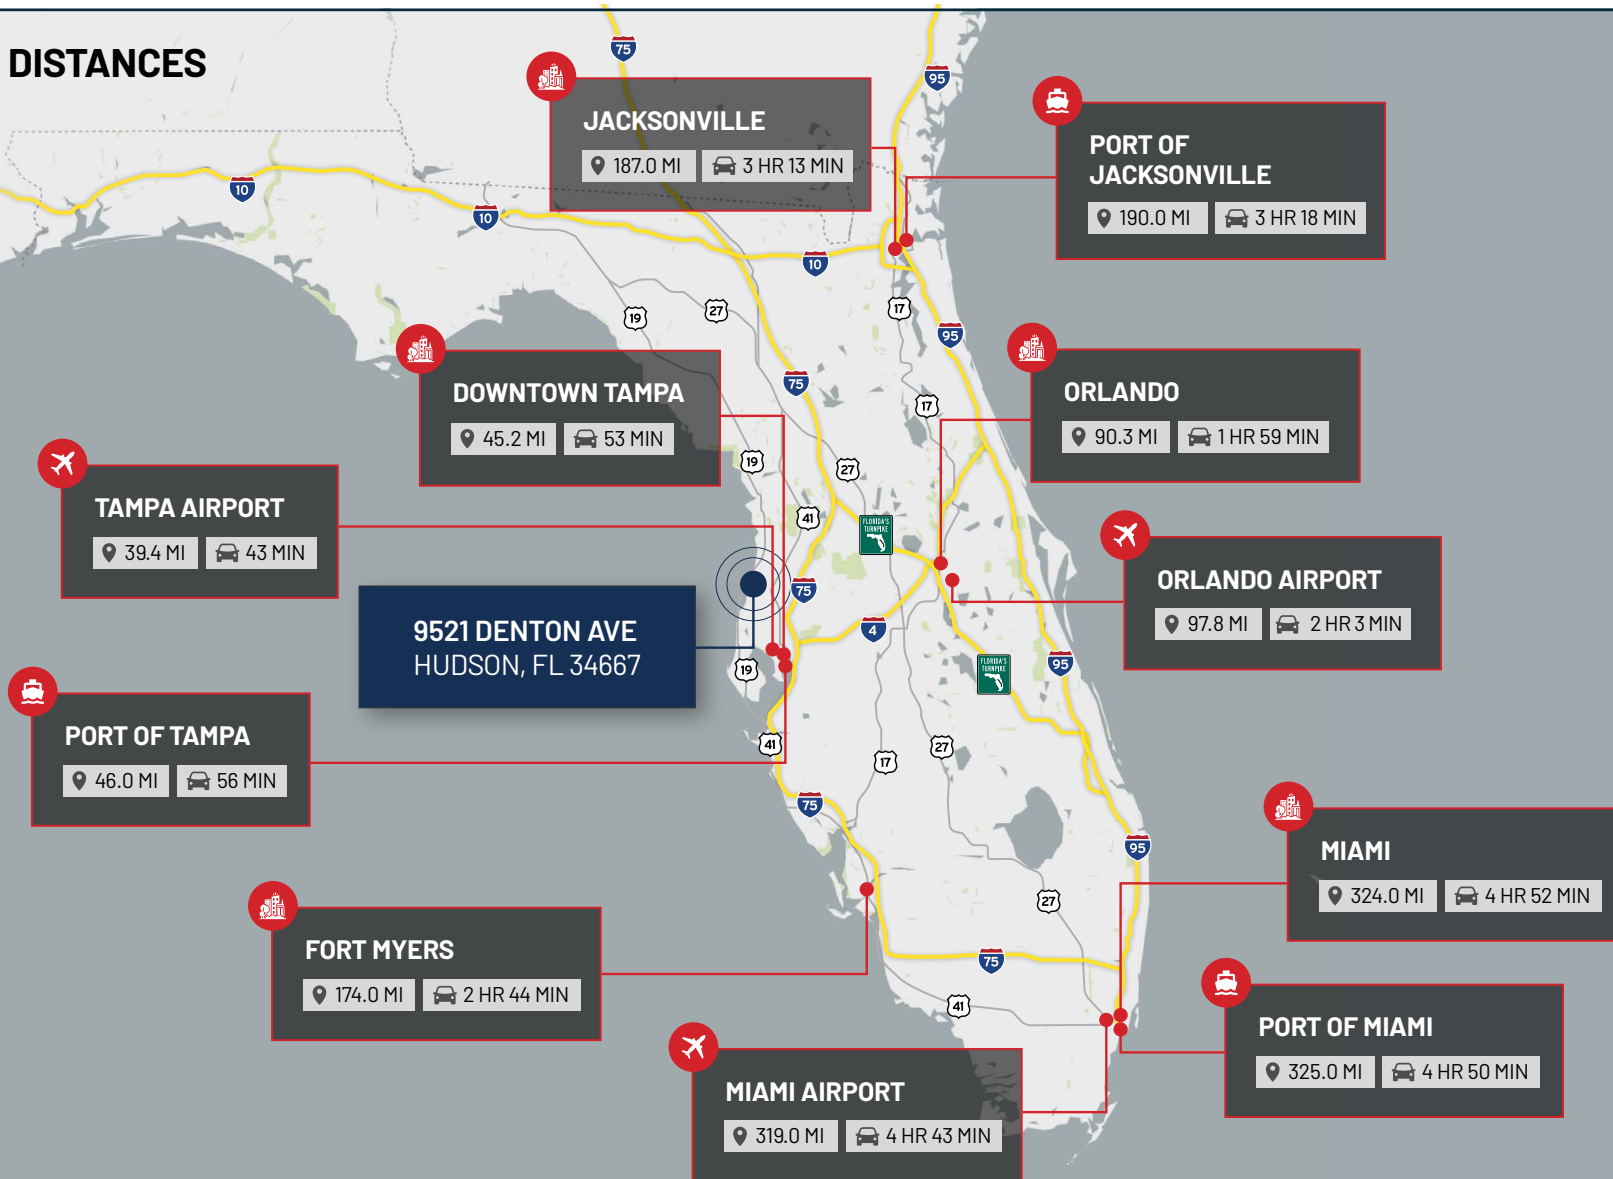 DISTANCES
75
95
JACKSONVILLE
187.0 MI
3 HR 13 MIN
PORT OF
JACKSONVILLE
190.0 MI
3 HR 18 MIN
10
10
10
19
27
17
95
DOWNTOWN TAMPA
45.2 MI
53 MIN
75
17
ORLANDO
90.3 MI
1 HR 59 MIN
19
27
TAMPA AIRPORT
39.4 MI
43 MIN
41
FLORIDA'S
TURNPIKE
ORLANDO AIRPORT
97.8 MI
2 HR 3 MIN
75
9521 DENTON AVE
HUDSON, FL 34667
4
19
FLORIDA'S
TURNPIKE
95
PORT OF TAMPA
46.0 MI
56 MIN
41
17
27
75
95
MIAMI
324.0 MI
4 HR 52 MIN
27
FORT MYERS
174.0 MI
2 HR 44 MIN
75
41
PORT OF MIAMI
325.0 MI
4 HR 50 MIN
MIAMI AIRPORT
319.0 MI
4 HR 43 MIN